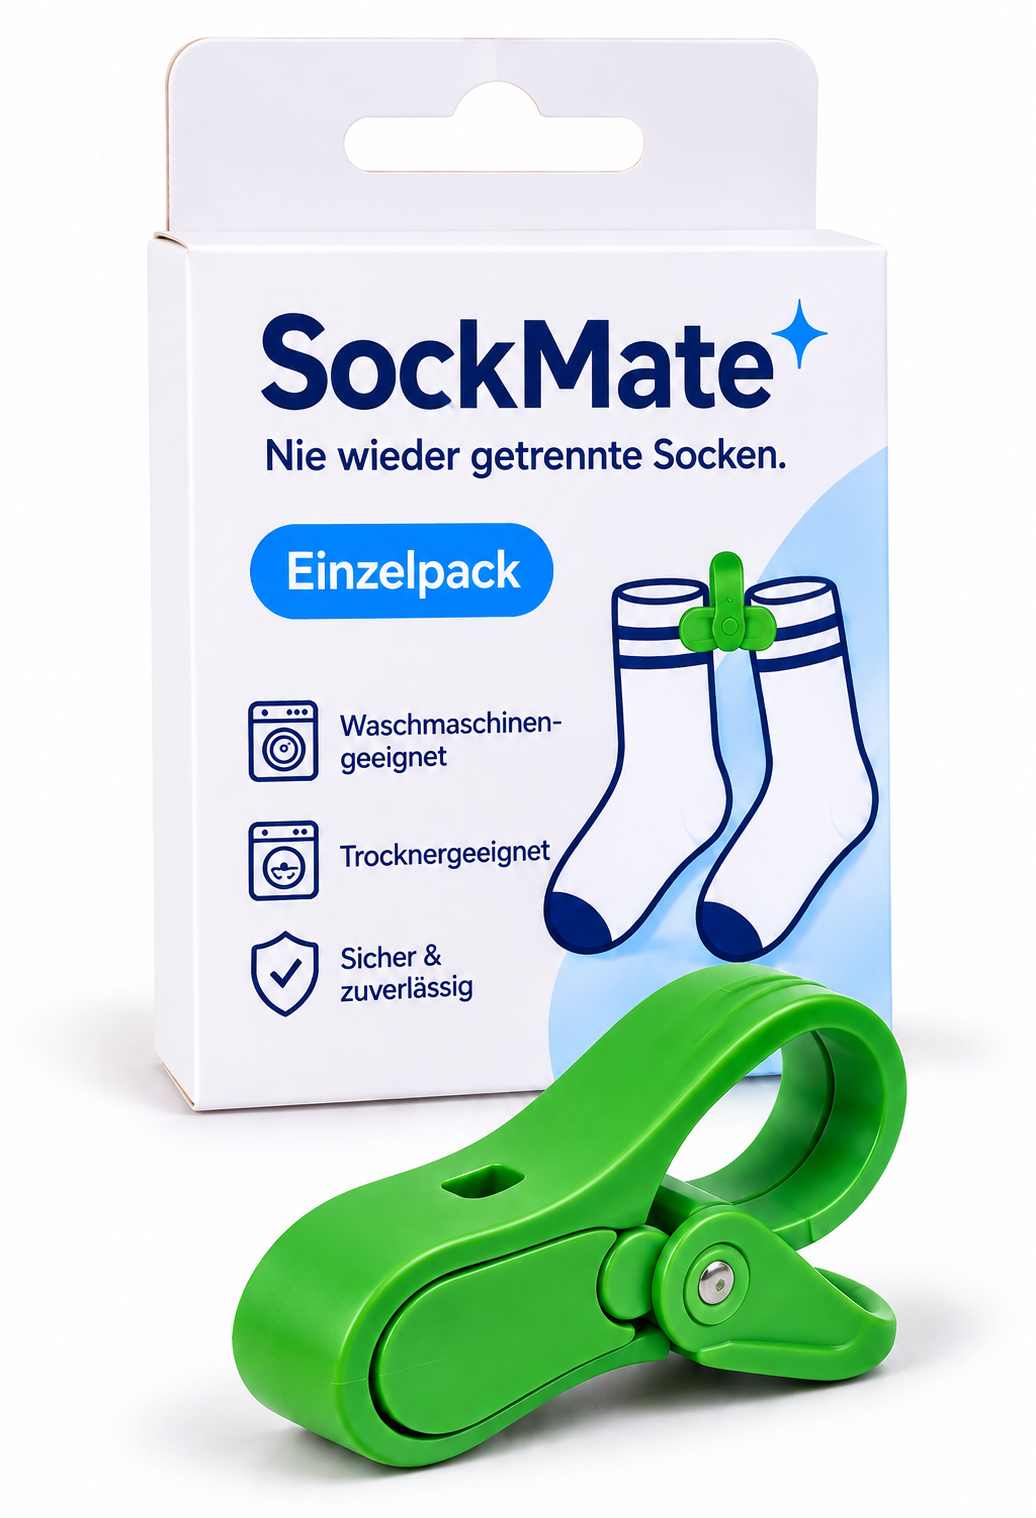 SockMate
Nie wieder getrennte Socken.
Einzelpack
Waschmaschinen-
geeignet
Trocknergeeignet
Sicher &
zuverlässig